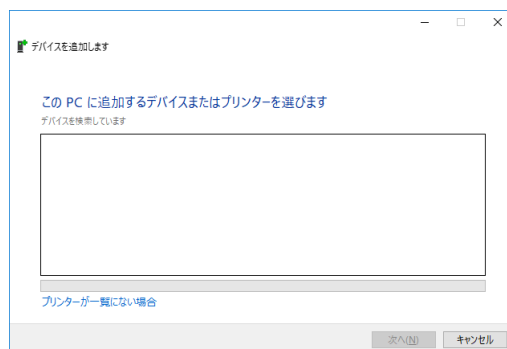 デバイスを追加します
この PC に追加するデバイスまたはプリンターを選びます
デバイスを検索しています
プリンターが一覧にない場合
次へ(N) キャンセル